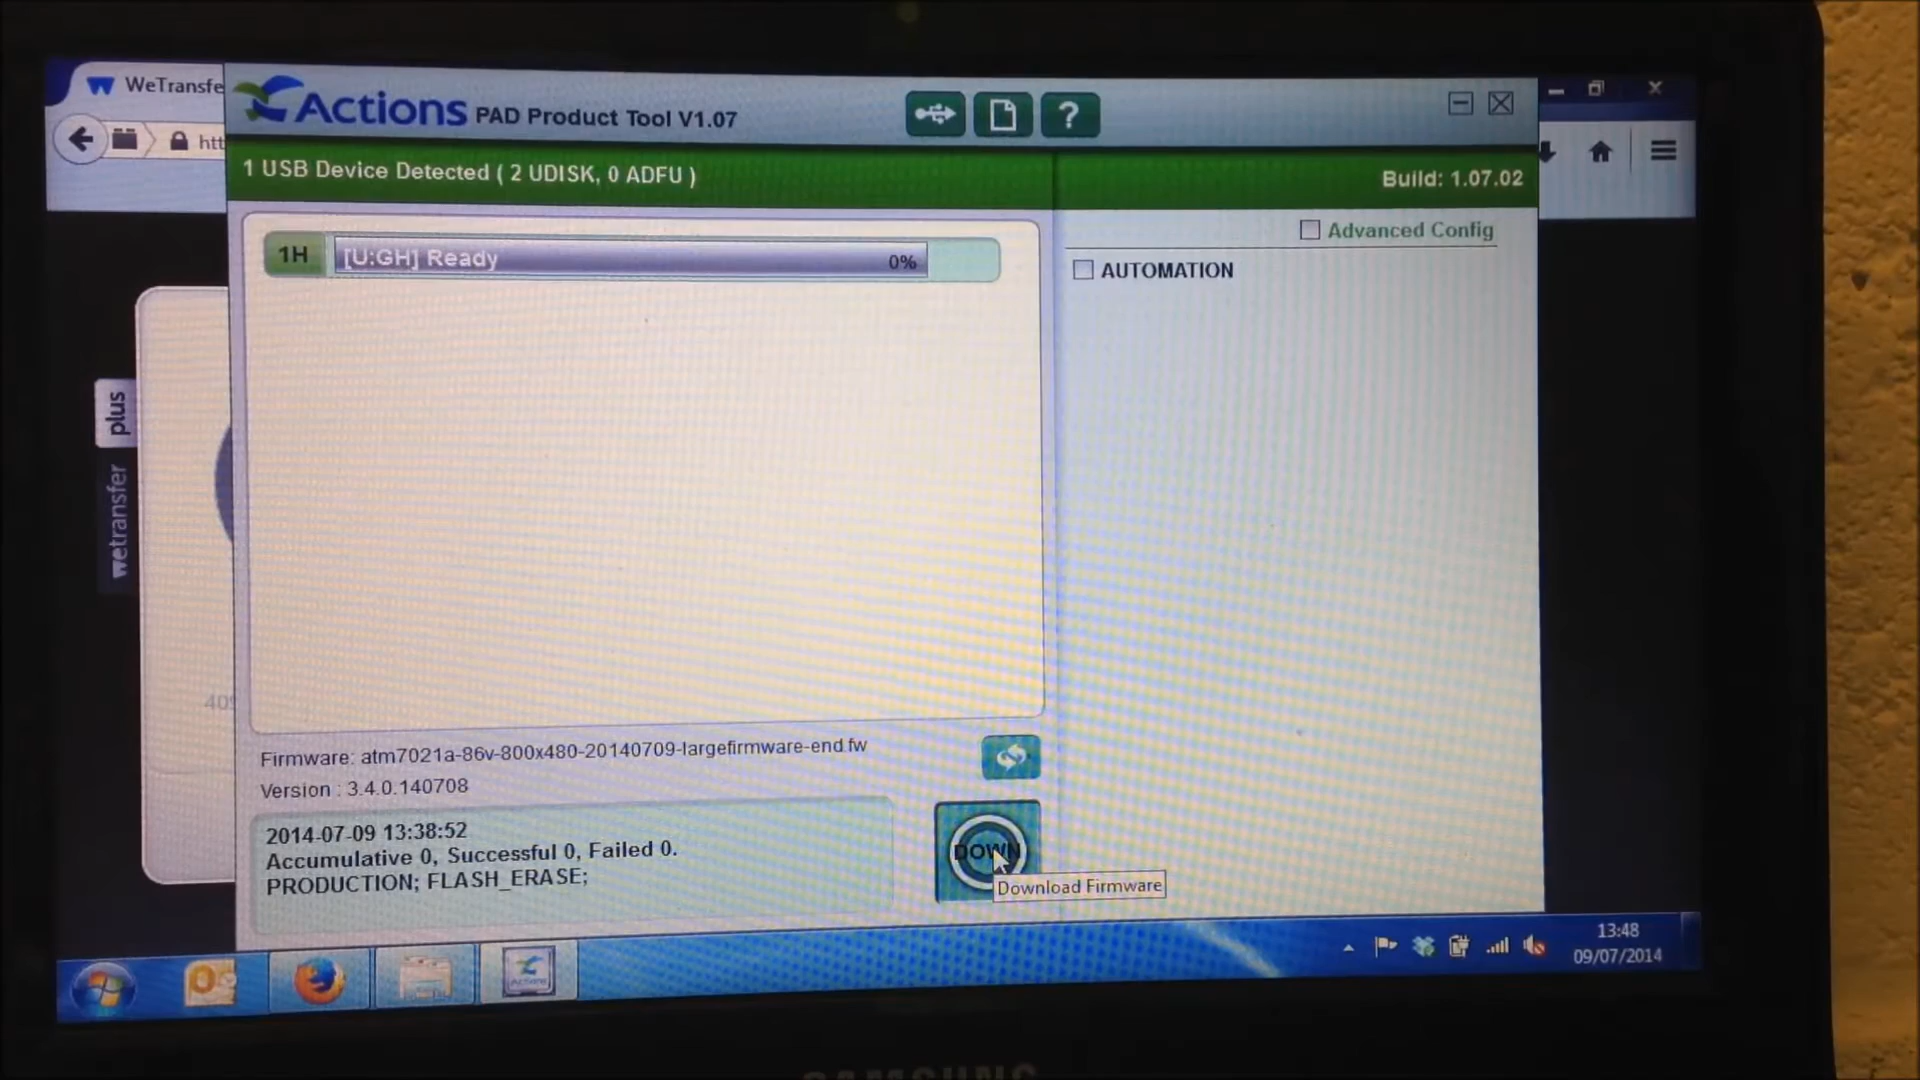 WeTransfe
Actions PAD Product Tool V1.07
?
htt
1 USB Device Detected ( 2 UDISK, 0 ADFU )
Build: 1.07.02
1H
[U:GH] Ready
0%
Advanced Config
AUTOMATION
plus
wetransfer
409
Firmware: atm7021a-86v-800x480-20140709-largefirmware-end.fw
Version : 3.4.0.140708
2014-07-09 13:38:52
Accumulative 0, Successful 0, Failed 0.
PRODUCTION; FLASH_ERASE;
DOWN
Download Firmware
13:48
09/07/2014
Actions
SAMSUNG